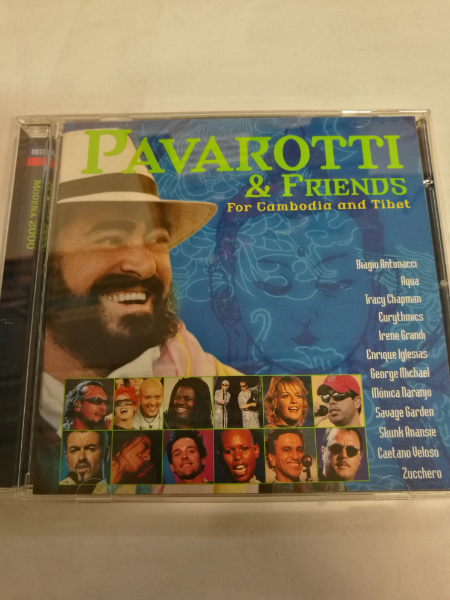 PAVAROTTI
& FRIENDS
For Cambodia and Tibet
Biagio Antonacci
Aqua
Tracy Chapman
Eurythmics
Irene Grandi
Enrique Iglesias
George Michael
Mónica Naranjo
Savage Garden
Skunk Anansie
Caetano Veloso
Zucchero
MODENA 2000